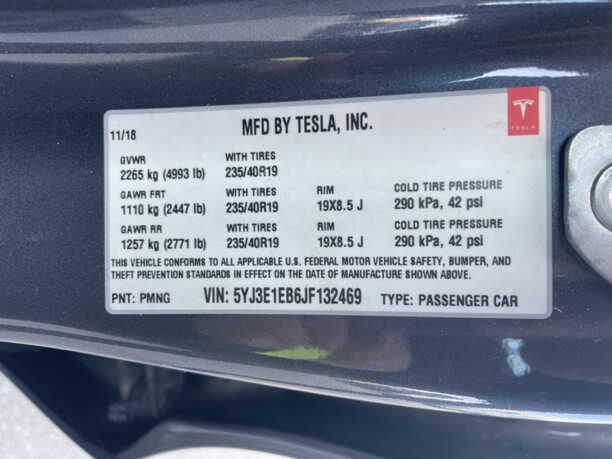 11/18 MFD BY TESLA, INC.
TESLA
GVWR WITH TIRES
2265 kg (4993 lb) 235/40R19
GAWR FRT WITH TIRES RIM COLD TIRE PRESSURE
1110 kg (2447 lb) 235/40R19 19X8.5 J 290 kPa, 42 psi
GAWR RR WITH TIRES RIM COLD TIRE PRESSURE
1257 kg (2771 lb) 235/40R19 19X8.5 J 290 kPa, 42 psi
THIS VEHICLE CONFORMS TO ALL APPLICABLE U.S. FEDERAL MOTOR VEHICLE SAFETY, BUMPER, AND
THEFT PREVENTION STANDARDS IN EFFECT ON THE DATE OF MANUFACTURE SHOWN ABOVE.
PNT: PMNG VIN: 5YJ3E1EB6JF132469 TYPE: PASSENGER CAR